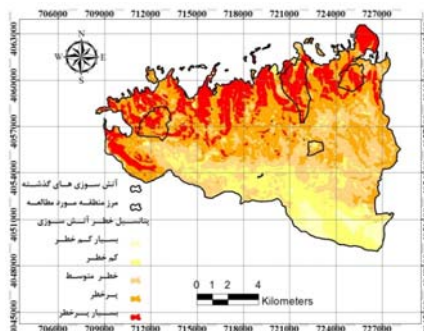 706000 709000 712000 715000 718000 721000 724000 727000
4063000
4060000
4057000
4054000
4051000
4048000
4045000
N
W E
S
آتش سوزی های گذشته
مرز منطقه مورد مطالعه
پتانسیل خطر آتش سوزی
بسیار کم خطر
کم خطر
خطر متوسط
پرخطر
بسیار پرخطر
0 1 2 4
Kilometers
706000 709000 712000 715000 718000 721000 724000 727000